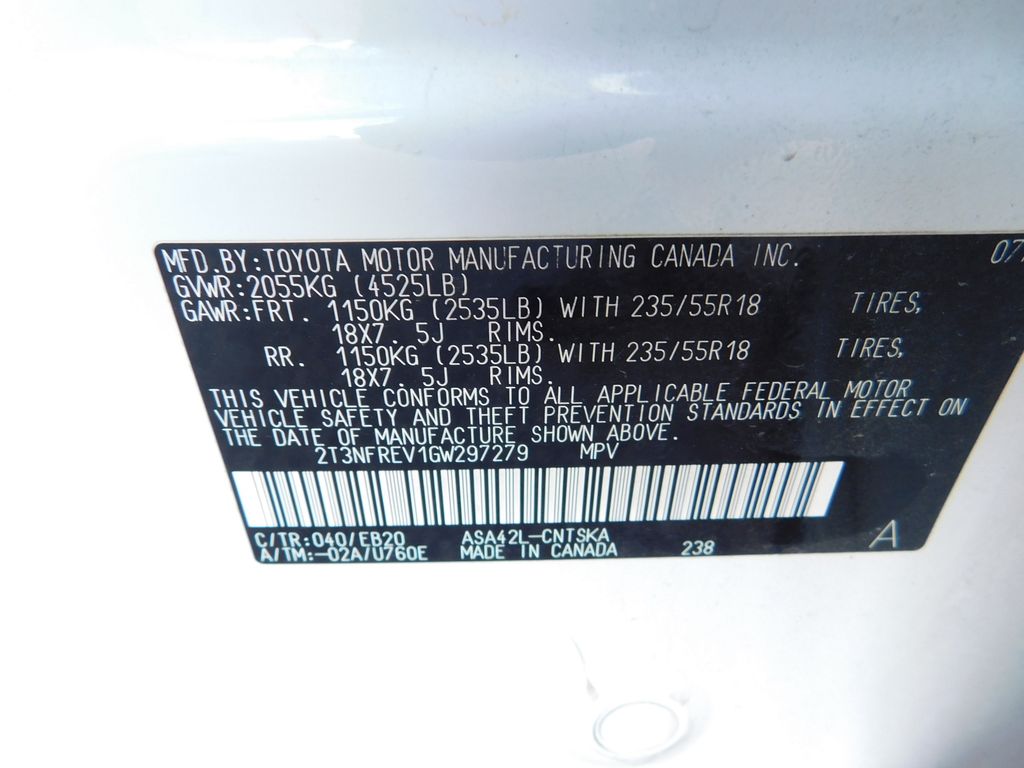 MFD.BY:TOYOTA MOTOR MANUFACTURING CANADA INC.
GVWR:2055KG (4525LB)
GAWR:FRT. 1150KG (2535LB) WITH 235/55R18 TIRES,
18X7.5J RIMS.
RR. 1150KG (2535LB) WITH 235/55R18 TIRES,
18X7.5J RIMS.
THIS VEHICLE CONFORMS TO ALL APPLICABLE FEDERAL MOTOR
VEHICLE SAFETY AND THEFT PREVENTION STANDARDS IN EFFECT ON
THE DATE OF MANUFACTURE SHOWN ABOVE.
2T3NFREV1GW297279 MPV
C/TR:040/EB20 ASA42L-CNTSKA
A/TM:-02A/U760E MADE IN CANADA 238 A